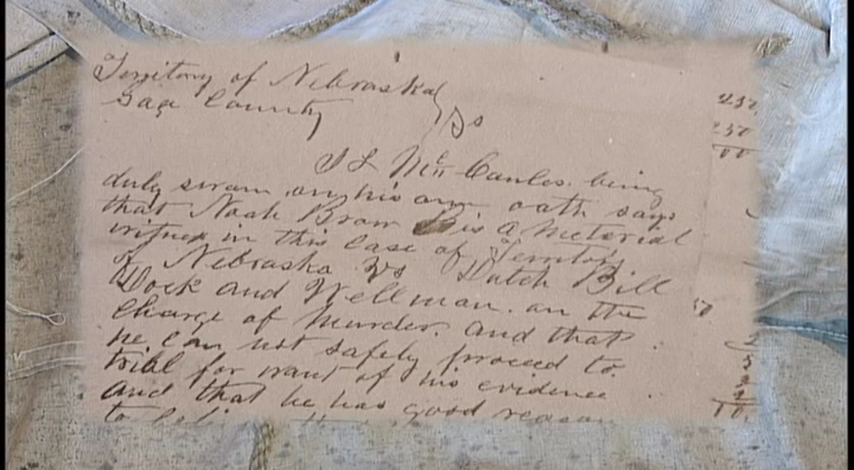 Territory of Nebraska
Gage County
Ss
J L McCanles being
duly sworn on his own oath says
that Noah Brown is a Meterial
witness in this Case of Territory
of Nebraska vs Dutch Bill
Dock and Wellman on the
Charge of Murder. and that
he can not safely proceed to
trial for want of his evidence
and that he has good reason
to